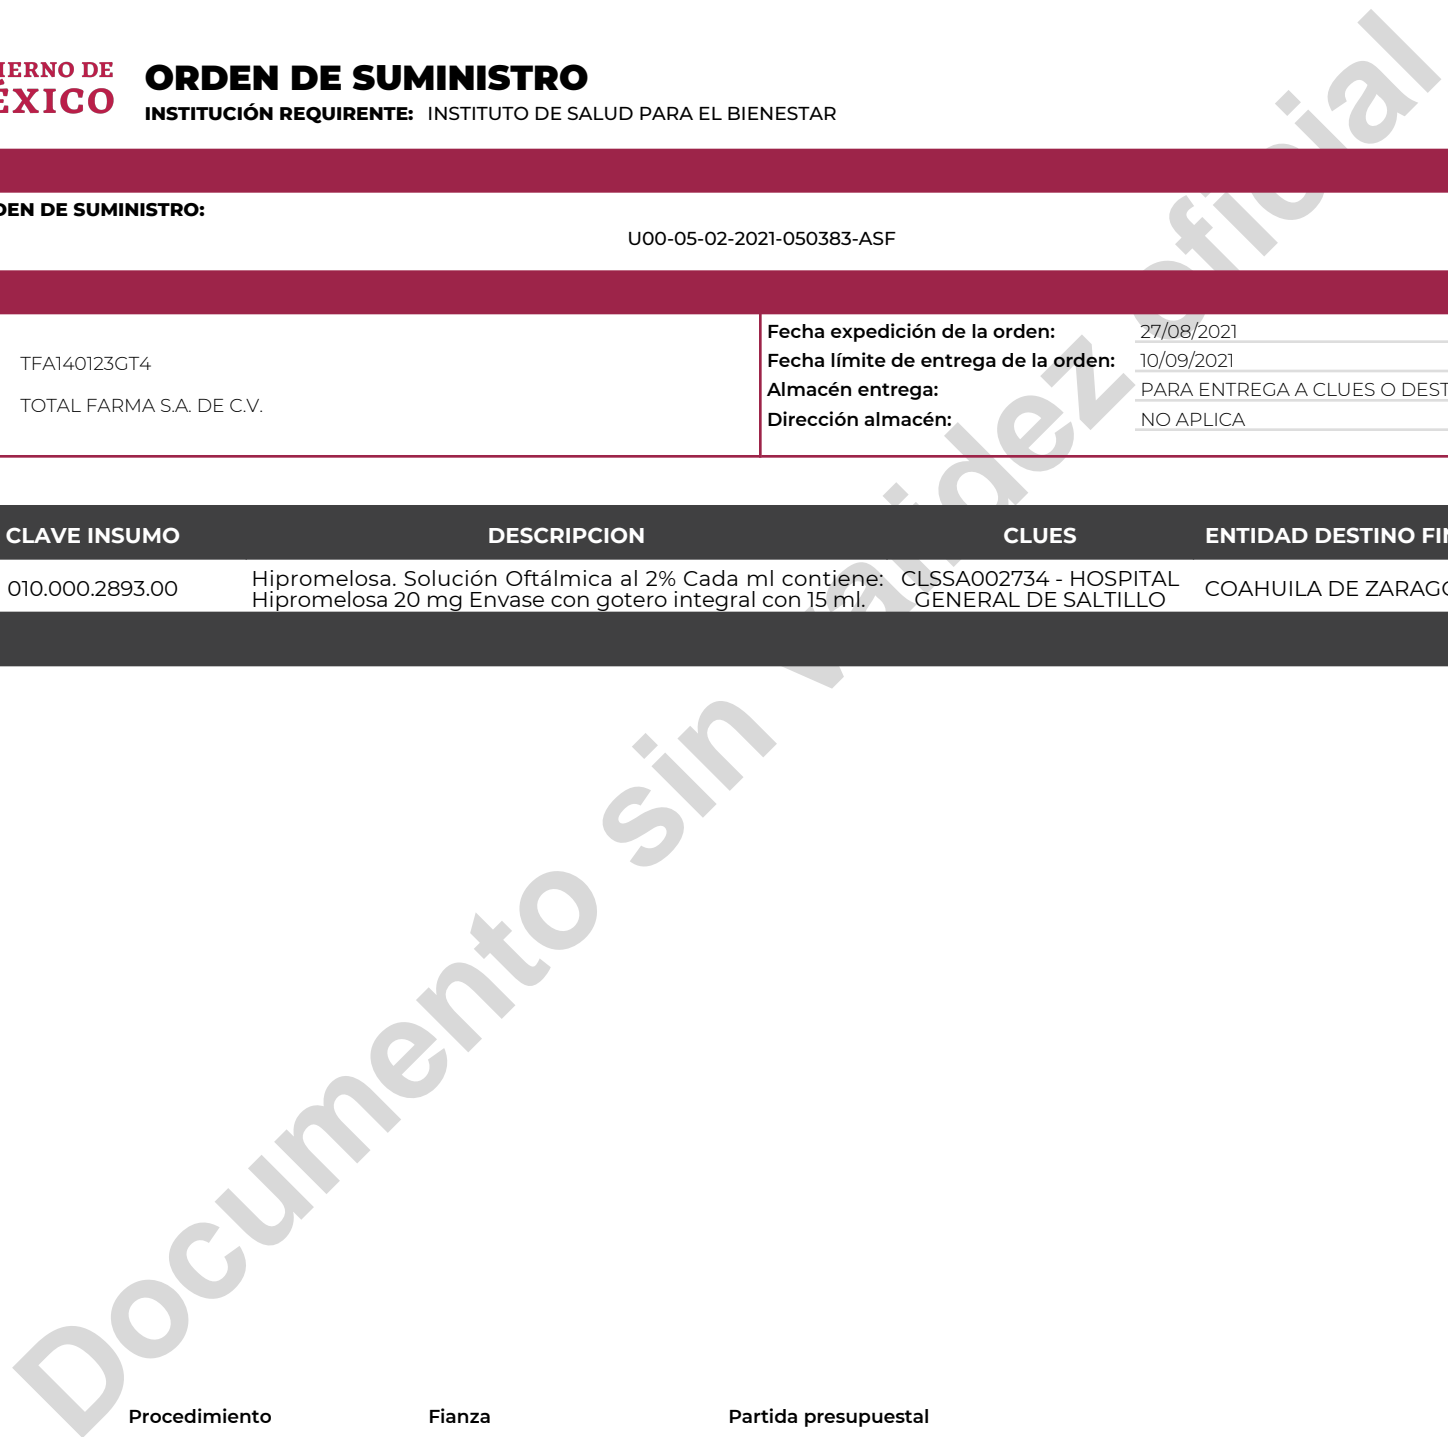 IERNO DE
ÉXICO
ORDEN DE SUMINISTRO
INSTITUCIÓN REQUIRENTE: INSTITUTO DE SALUD PARA EL BIENESTAR
DEN DE SUMINISTRO:
U00-05-02-2021-050383-ASF
TFA140123GT4
TOTAL FARMA S.A. DE C.V.
Fecha expedición de la orden: 27/08/2021
Fecha límite de entrega de la orden: 10/09/2021
Almacén entrega: PARA ENTREGA A CLUES O DEST
Dirección almacén: NO APLICA
CLAVE INSUMO DESCRIPCION CLUES ENTIDAD DESTINO FIN
010.000.2893.00
Hipromelosa. Solución Oftálmica al 2% Cada ml contiene:
Hipromelosa 20 mg Envase con gotero integral con 15 ml.
CLSSA002734 - HOSPITAL
GENERAL DE SALTILLO
COAHUILA DE ZARAGO
Documento sin validez oficial
Procedimiento Fianza Partida presupuestal